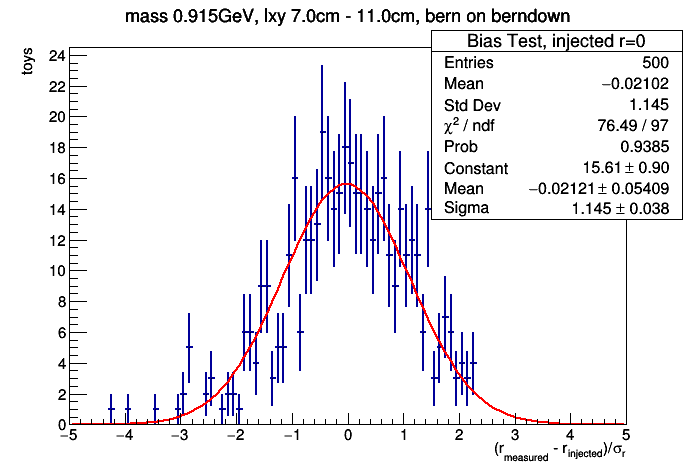 mass 0.915GeV, lxy 7.0cm - 11.0cm, bern on berndown
Bias Test, injected r=0
Entries 500
Mean −0.02102
Std Dev 1.145
χ² / ndf 76.49 / 97
Prob 0.9385
Constant 15.61 ± 0.90
Mean −0.02121 ± 0.05409
Sigma 1.145 ± 0.038
toys
24
22
20
18
16
14
12
10
8
6
4
2
0
−5 −4 −3 −2 −1 0 1 2 3 4 5
(r_measured - r_injected)/σ_r